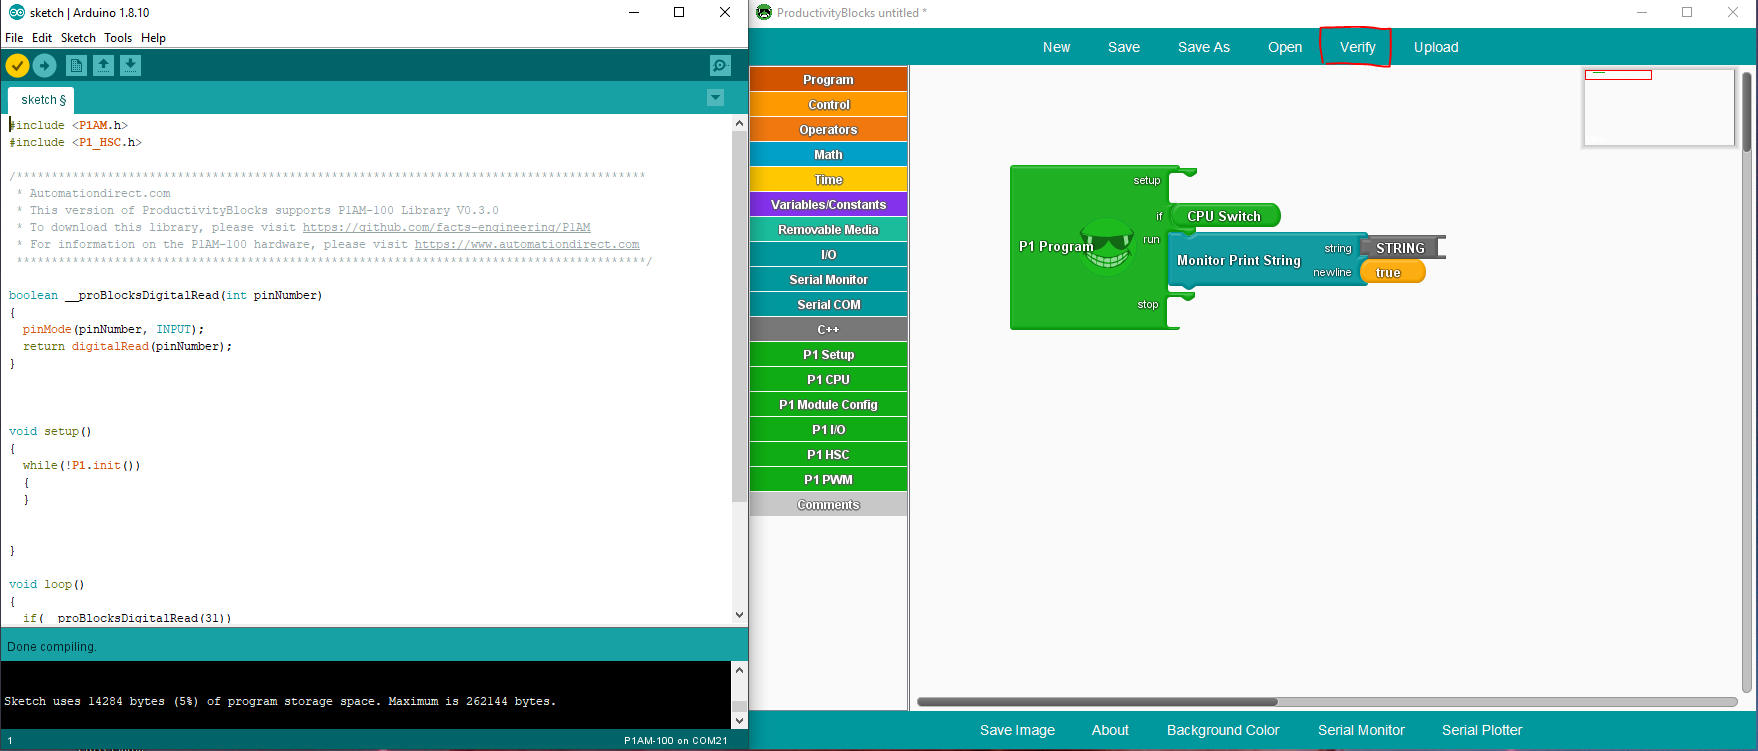 sketch | Arduino 1.8.10
File Edit Sketch Tools Help
sketch §
#include <P1AM.h>
#include <P1_HSC.h>
/******************************************************************************************
* Automationdirect.com
* This version of ProductivityBlocks supports P1AM-100 Library V0.3.0
* To download this library, please visit https://github.com/facts-engineering/P1AM
* For information on the P1AM-100 hardware, please visit https://www.automationdirect.com
******************************************************************************************/
boolean __proBlocksDigitalRead(int pinNumber)
{
pinMode(pinNumber, INPUT);
return digitalRead(pinNumber);
}
void setup()
{
while(!P1.init())
{
}
}
void loop()
{
if(__proBlocksDigitalRead(31))
Done compiling.
Sketch uses 14284 bytes (5%) of program storage space. Maximum is 262144 bytes.
1 P1AM-100 on COM21
ProductivityBlocks untitled *
New Save Save As Open Verify Upload
Program
Control
Operators
Math
Time
Variables/Constants
Removable Media
I/O
Serial Monitor
Serial COM
C++
P1 Setup
P1 CPU
P1 Module Config
P1 I/O
P1 HSC
P1 PWM
Comments
setup
if CPU Switch
run
P1 Program
string STRING
Monitor Print String
newline true
stop
Save Image About Background Color Serial Monitor Serial Plotter